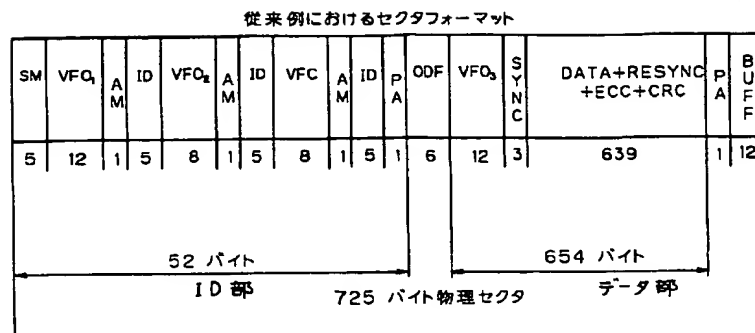 従来例におけるセクタフォーマット
SM VFO₁ AM ID VFO₂ AM ID VFC AM ID PA ODF VFO₃ SYNC DATA+RESYNC+ECC+CRC PA BUFF
5 12 1 5 8 1 5 8 1 5 1 6 12 3 639 1 12
52 バイト 654 バイト
ID部 725 バイト物理セクタ データ部